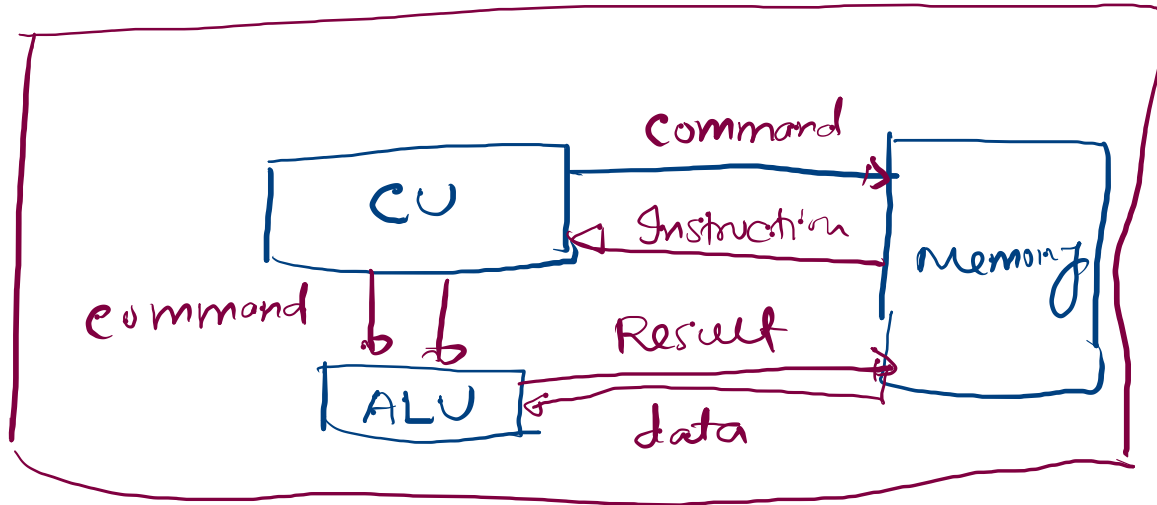 Command
CU
Instruction
Memory
Command
Result
ALU
data